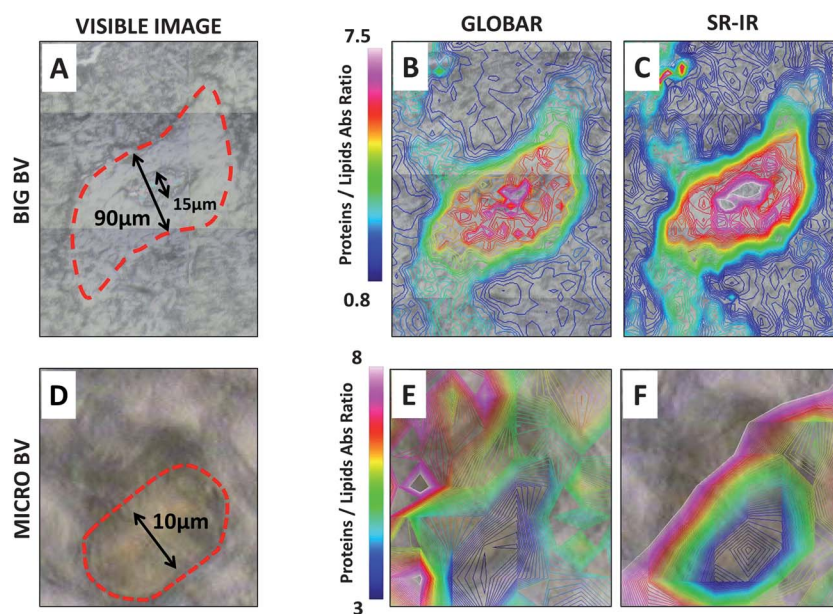 VISIBLE IMAGE
GLOBAR
SR-IR
BIG BV
A
90μm
15μm
7.5
Proteins / Lipids Abs Ratio
0.8
B
C
MICRO BV
D
10μm
8
Proteins / Lipids Abs Ratio
3
E
F